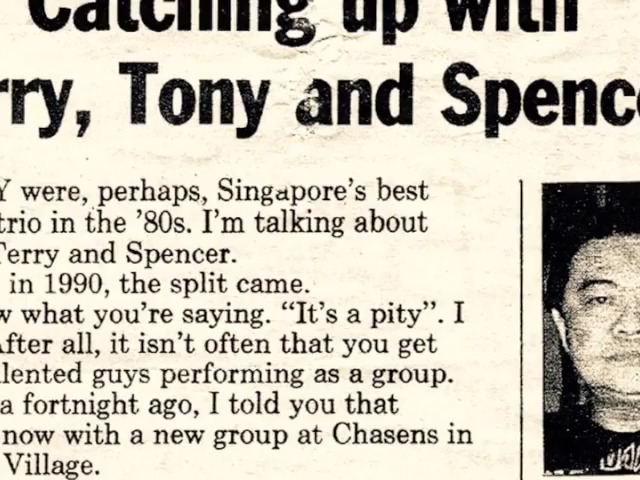 Catching up with
rry, Tony and Spenc
Y were, perhaps, Singapore's best
trio in the '80s. I'm talking about
Terry and Spencer.
in 1990, the split came.
w what you're saying. "It's a pity". I
After all, it isn't often that you get
lented guys performing as a group.
a fortnight ago, I told you that
now with a new group at Chasens in
Village.